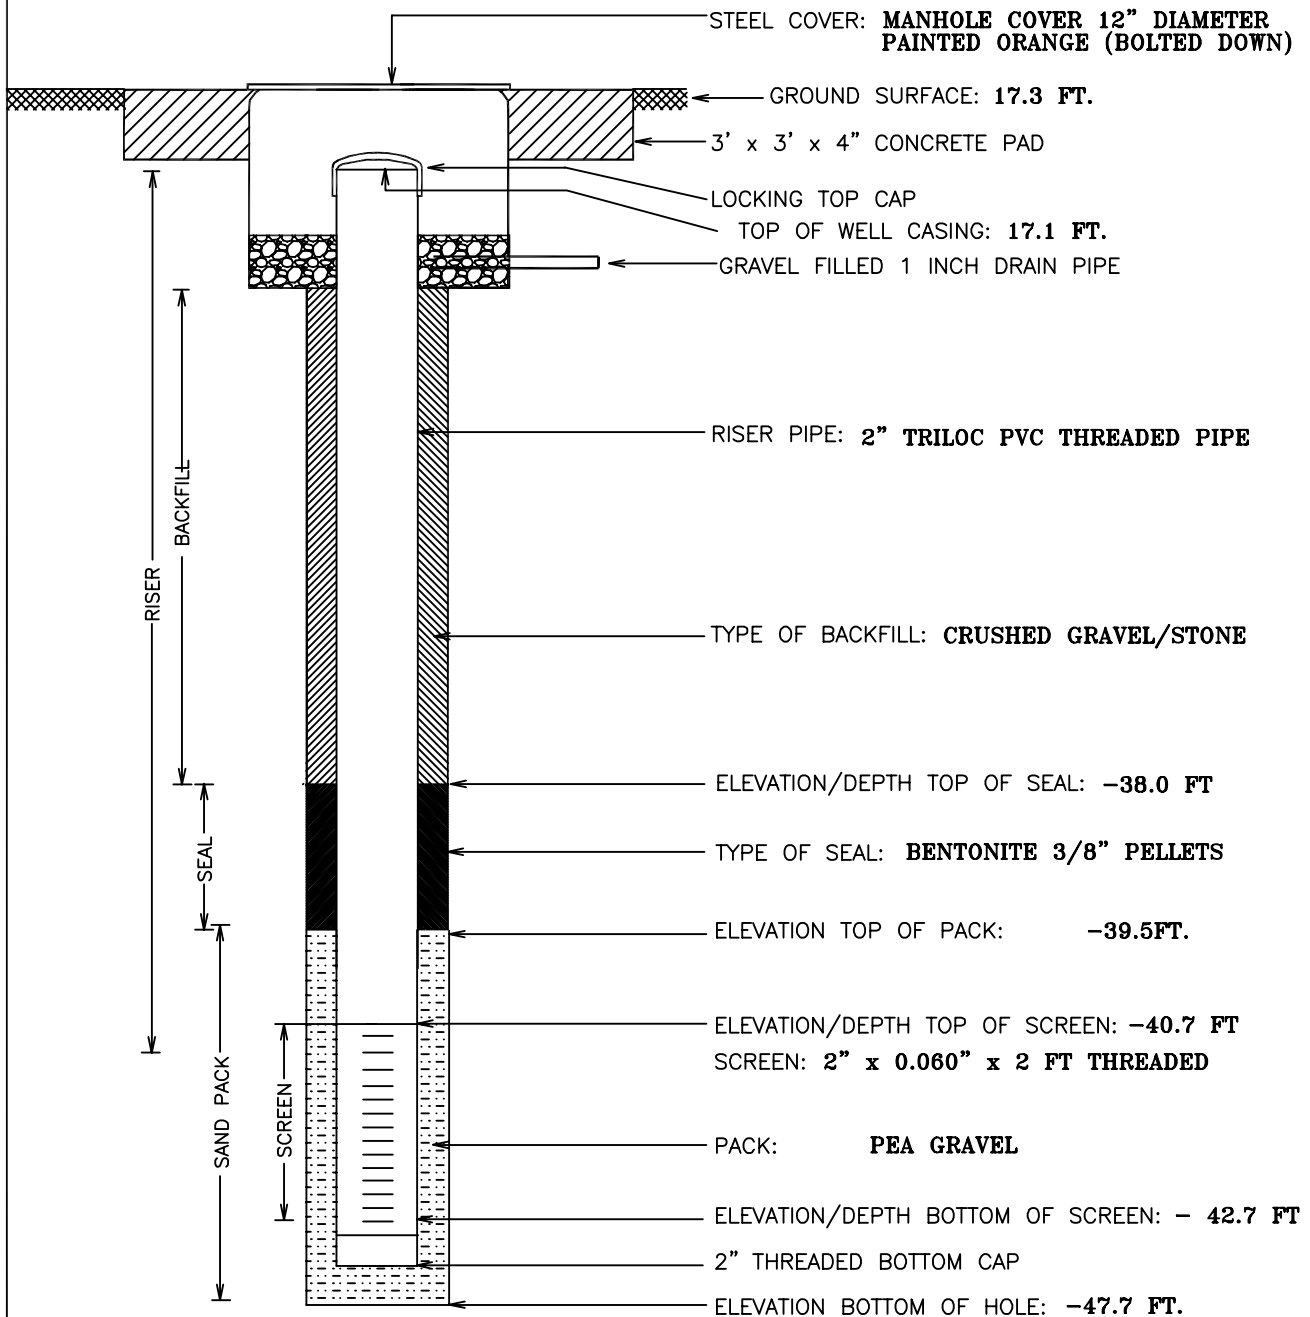 STEEL COVER: MANHOLE COVER 12" DIAMETER
PAINTED ORANGE (BOLTED DOWN)
GROUND SURFACE: 17.3 FT.
3' x 3' x 4" CONCRETE PAD
LOCKING TOP CAP
TOP OF WELL CASING: 17.1 FT.
GRAVEL FILLED 1 INCH DRAIN PIPE
RISER PIPE: 2" TRILOC PVC THREADED PIPE
BACKFILL
RISER
TYPE OF BACKFILL: CRUSHED GRAVEL/STONE
ELEVATION/DEPTH TOP OF SEAL: -38.0 FT
SEAL
TYPE OF SEAL: BENTONITE 3/8" PELLETS
ELEVATION TOP OF PACK: -39.5FT.
ELEVATION/DEPTH TOP OF SCREEN: -40.7 FT
SCREEN: 2" x 0.060" x 2 FT THREADED
SAND PACK
SCREEN
PACK: PEA GRAVEL
ELEVATION/DEPTH BOTTOM OF SCREEN: - 42.7 FT
2" THREADED BOTTOM CAP
ELEVATION BOTTOM OF HOLE: -47.7 FT.